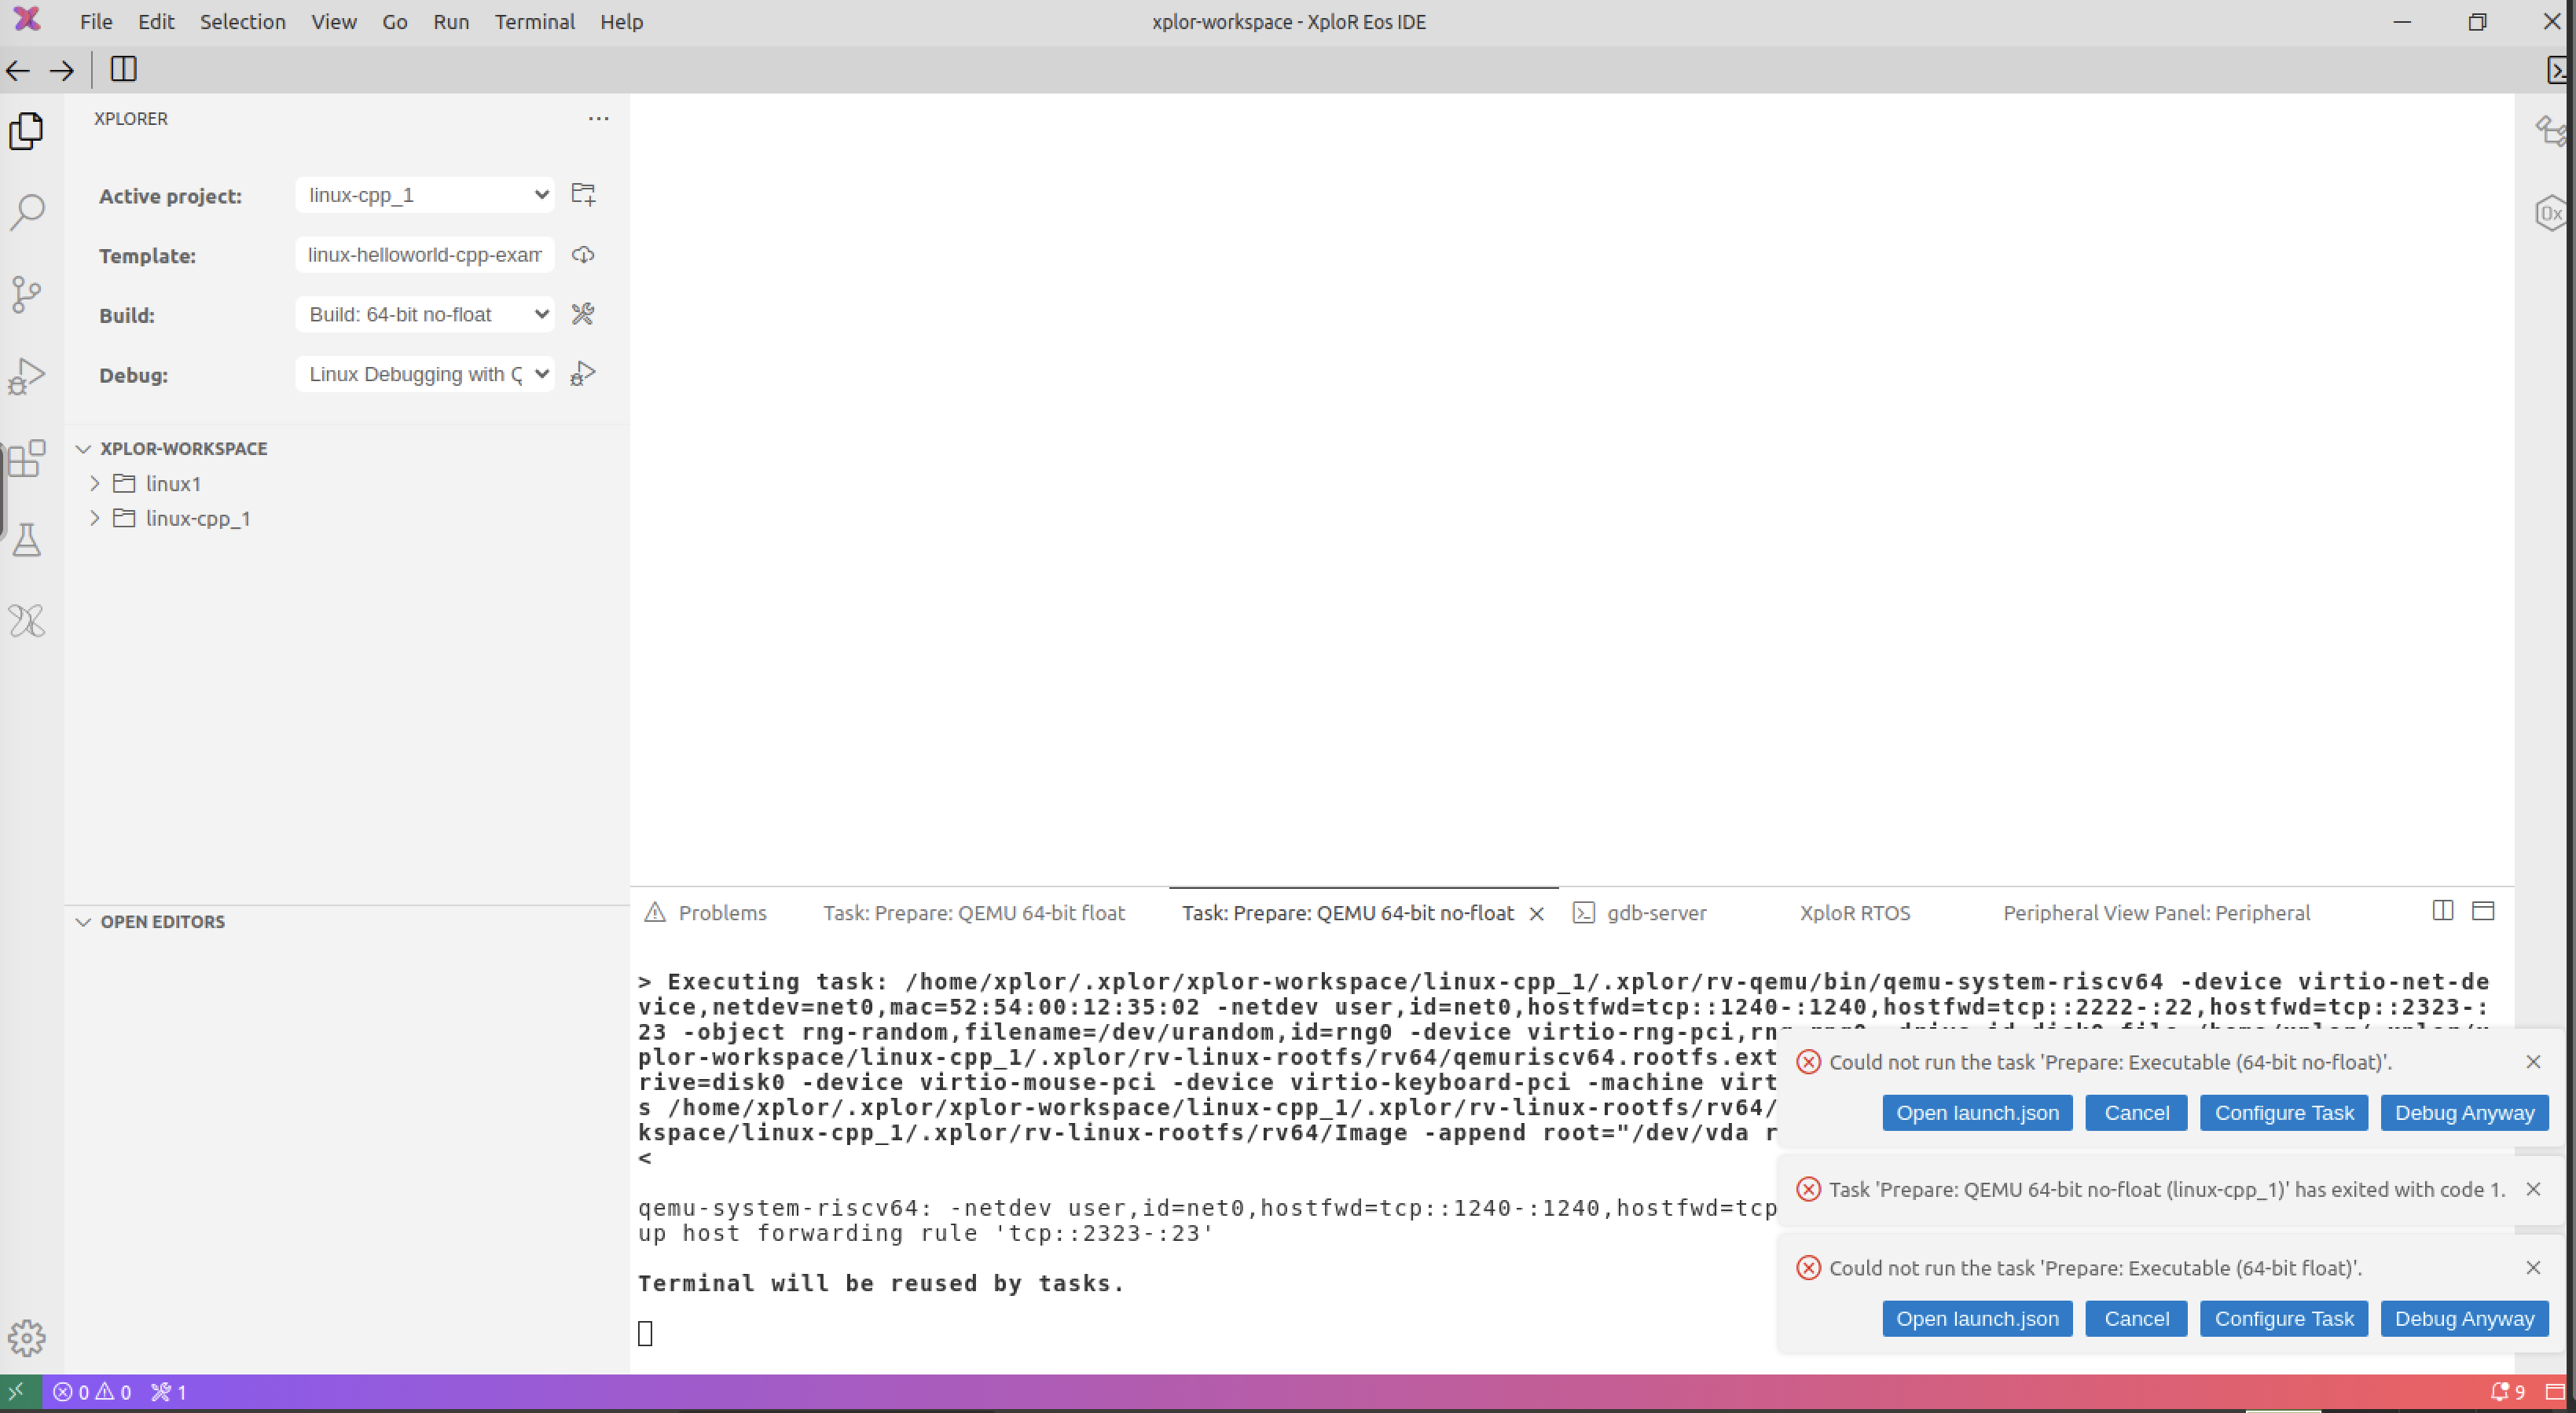 File Edit Selection View Go Run Terminal Help
xplor-workspace - XploR Eos IDE
XPLORER
Active project: linux-cpp_1
Template: linux-helloworld-cpp-exam
Build: Build: 64-bit no-float
Debug: Linux Debugging with Q
XPLOR-WORKSPACE
linux1
linux-cpp_1
OPEN EDITORS
0x
Problems Task: Prepare: QEMU 64-bit float Task: Prepare: QEMU 64-bit no-float gdb-server XploR RTOS Peripheral View Panel: Peripheral
> Executing task: /home/xplor/.xplor/xplor-workspace/linux-cpp_1/.xplor/rv-qemu/bin/qemu-system-riscv64 -device virtio-net-de
vice,netdev=net0,mac=52:54:00:12:35:02 -netdev user,id=net0,hostfwd=tcp::1240-:1240,hostfwd=tcp::2222-:22,hostfwd=tcp::2323-:
23 -object rng-random,filename=/dev/urandom,id=rng0 -device virtio-rng-pci,rng
plor-workspace/linux-cpp_1/.xplor/rv-linux-rootfs/rv64/qemuriscv64.rootfs.ext
rive=disk0 -device virtio-mouse-pci -device virtio-keyboard-pci -machine virt
s /home/xplor/.xplor/xplor-workspace/linux-cpp_1/.xplor/rv-linux-rootfs/rv64/
kspace/linux-cpp_1/.xplor/rv-linux-rootfs/rv64/Image -append root="/dev/vda r
<
qemu-system-riscv64: -netdev user,id=net0,hostfwd=tcp::1240-:1240,hostfwd=tcp
up host forwarding rule 'tcp::2323-:23'
Terminal will be reused by tasks.
Could not run the task 'Prepare: Executable (64-bit no-float)'.
Open launch.json Cancel Configure Task Debug Anyway
Task 'Prepare: QEMU 64-bit no-float (linux-cpp_1)' has exited with code 1.
Could not run the task 'Prepare: Executable (64-bit float)'.
Open launch.json Cancel Configure Task Debug Anyway
0 0 1
9